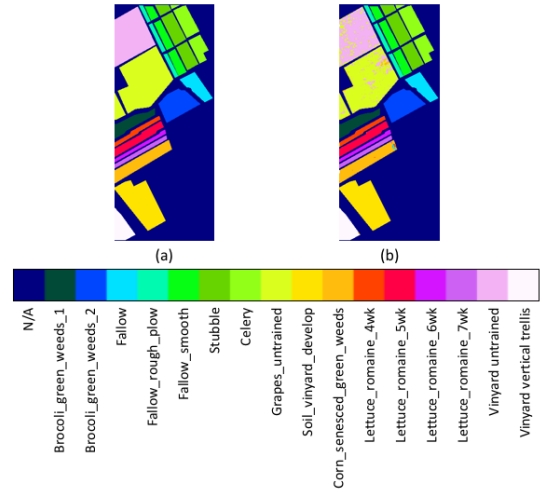 (a)
(b)
N/A
Brocoli_green_weeds_1
Brocoli_green_weeds_2
Fallow
Fallow_rough_plow
Fallow_smooth
Stubble
Celery
Grapes_untrained
Soil_vinyard_develop
Corn_senesced_green_weeds
Lettuce_romaine_4wk
Lettuce_romaine_5wk
Lettuce_romaine_6wk
Lettuce_romaine_7wk
Vinyard untrained
Vinyard vertical trellis